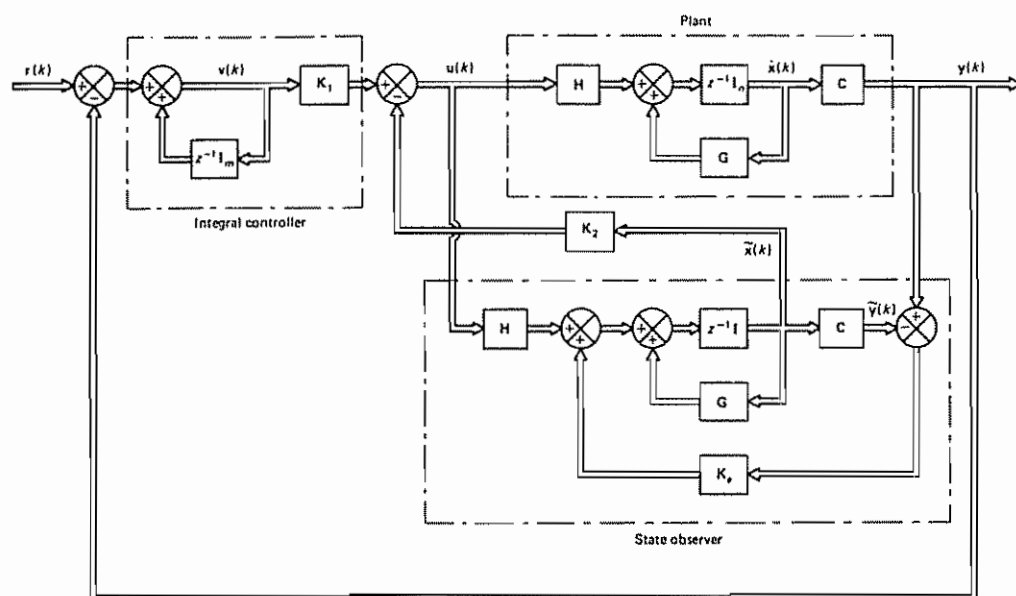 Plant
r(k)
v(k)
K₁
u(k)
H
z⁻¹Iₙ
x(k)
C
y(k)
z⁻¹Iₘ
G
Integral controller
K₂
x̃(k)
H
z⁻¹I
C
ỹ(k)
G
Kₑ
State observer